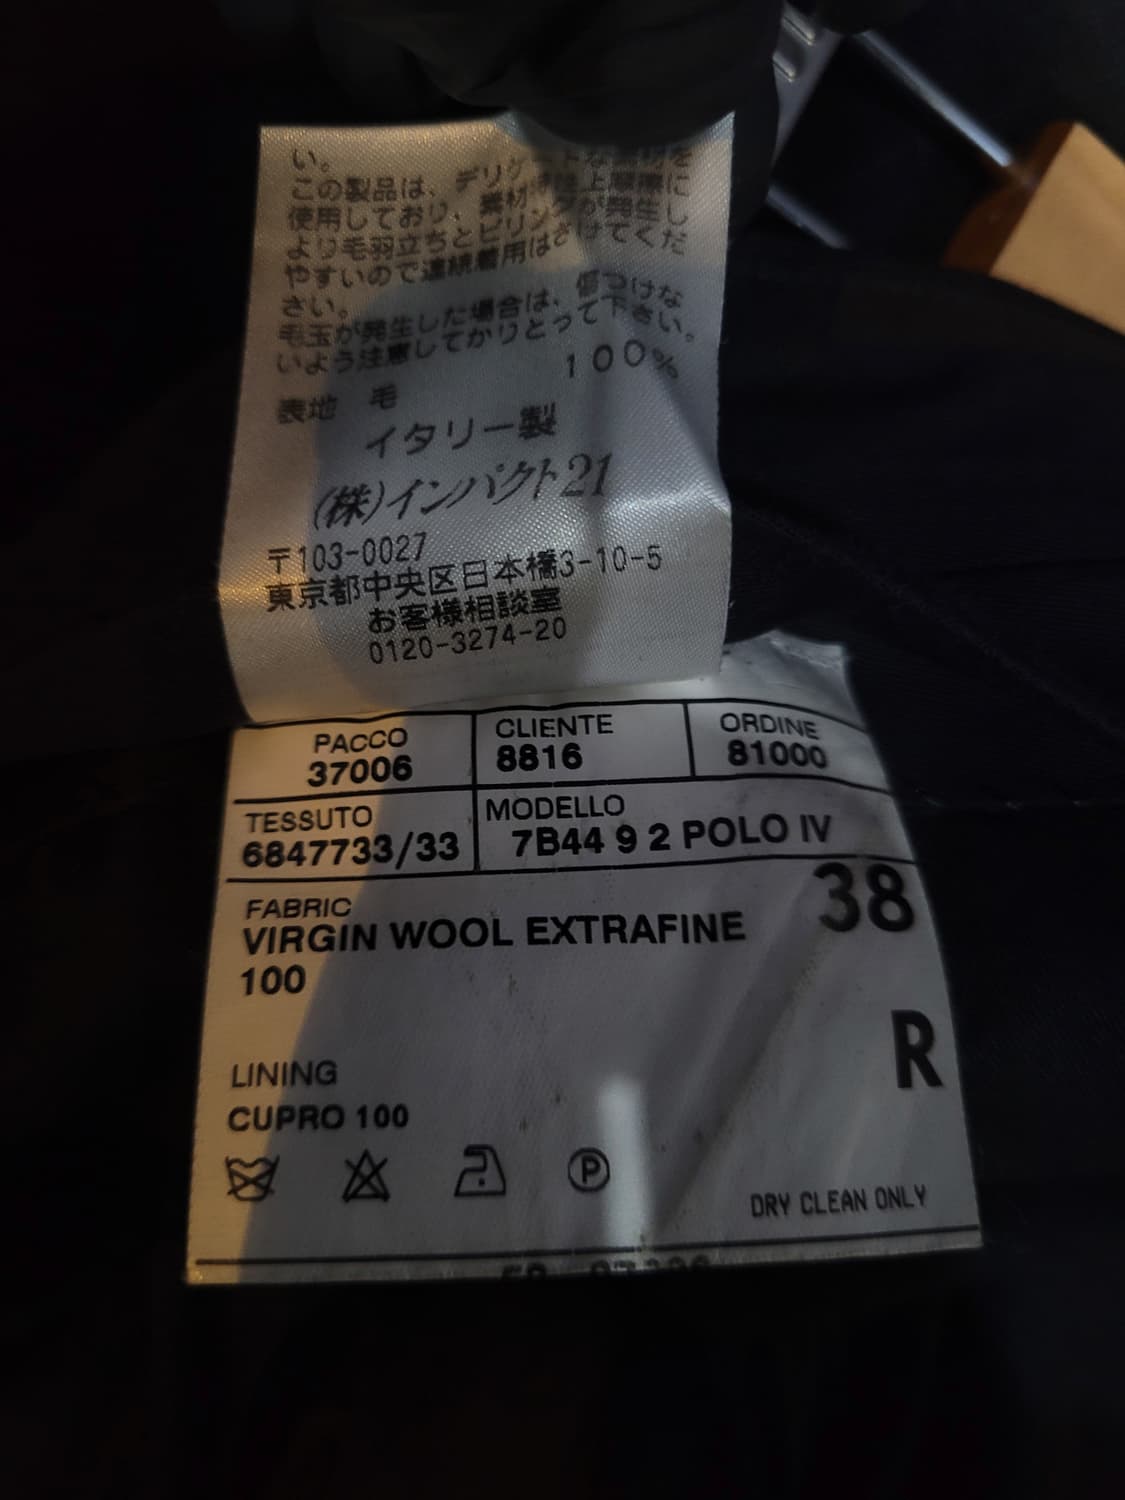 い。
この製品は、デリケートな素材を
使用しており、素材の特性上摩擦に
より毛羽立ちとピリングが発生し
やすいので連続着用はさけてくだ
さい。
毛玉が発生した場合は、傷つけな
いよう注意してかりとって下さい。
表地 毛 100%
イタリー製
(株)インパクト21
〒103-0027
東京都中央区日本橋3-10-5
お客様相談室
0120-3274-20
PACCO CLIENTE ORDINE
37006 8816 81000
TESSUTO MODELLO
6847733/33 7B44 9 2 POLO IV
38
FABRIC
VIRGIN WOOL EXTRAFINE
100
R
LINING
CUPRO 100
P
DRY CLEAN ONLY